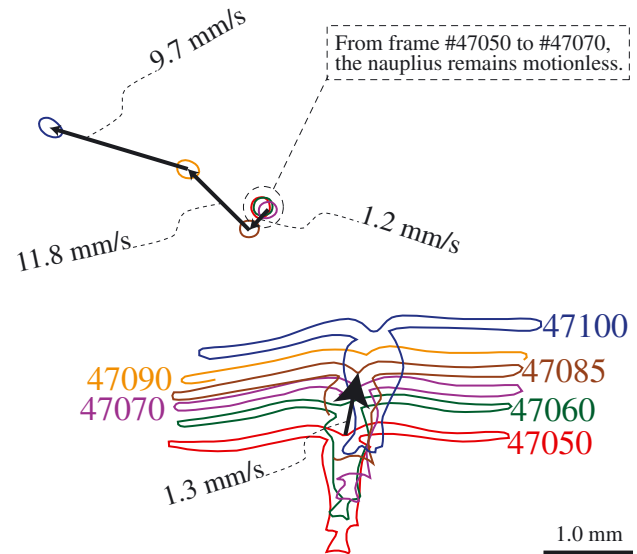 9.7 mm/s
From frame #47050 to #47070,
the nauplius remains motionless.
1.2 mm/s
11.8 mm/s
47100
47090
47085
47070
47060
47050
1.3 mm/s
1.0 mm